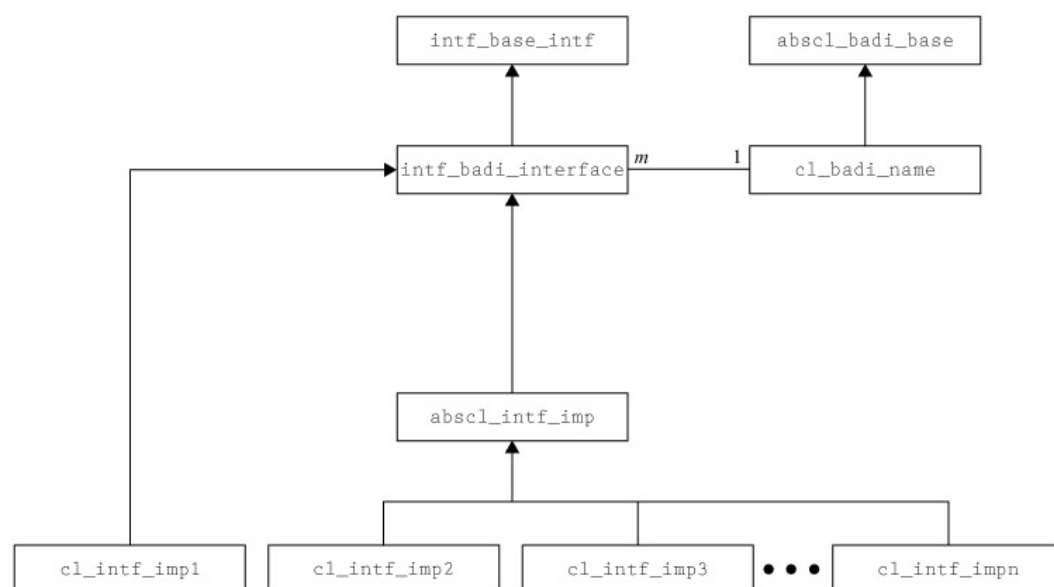 intf_base_intf
abscl_badi_base
intf_badi_interface
m
1
cl_badi_name
abscl_intf_imp
cl_intf_imp1
cl_intf_imp2
cl_intf_imp3
cl_intf_impn